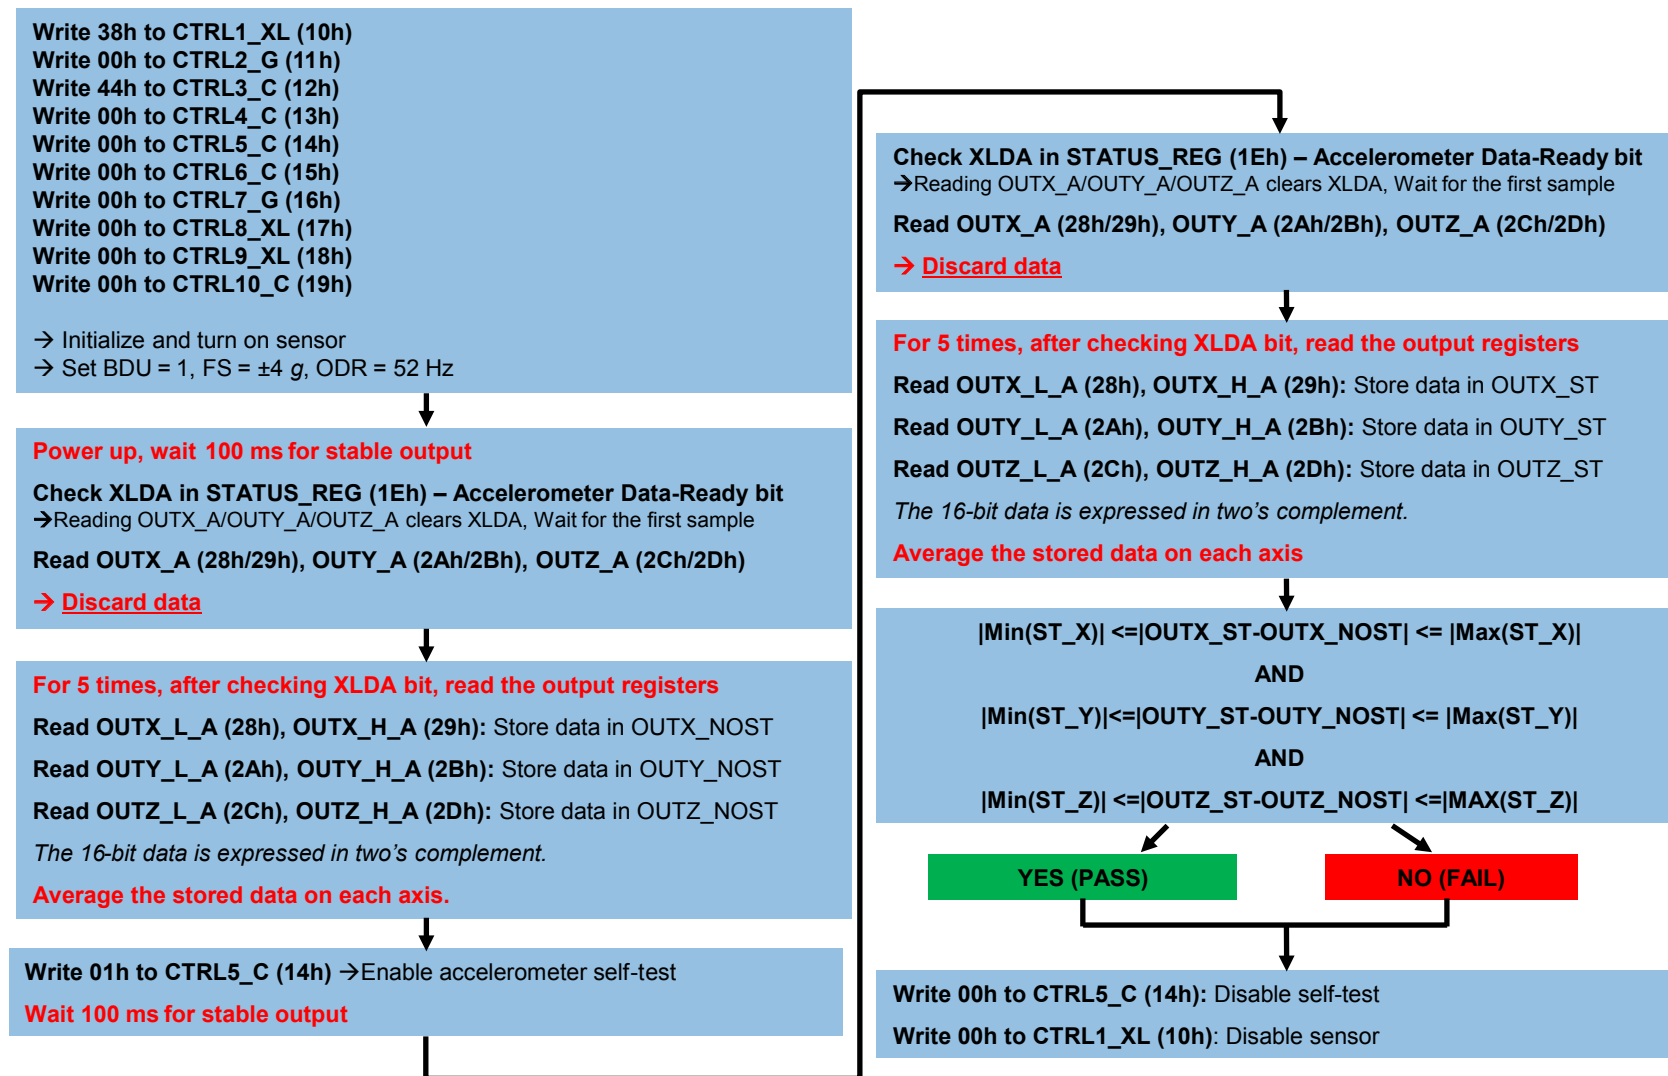 Write 38h to CTRL1_XL (10h)
Write 00h to CTRL2_G (11h)
Write 44h to CTRL3_C (12h)
Write 00h to CTRL4_C (13h)
Write 00h to CTRL5_C (14h)
Write 00h to CTRL6_C (15h)
Write 00h to CTRL7_G (16h)
Write 00h to CTRL8_XL (17h)
Write 00h to CTRL9_XL (18h)
Write 00h to CTRL10_C (19h)
→ Initialize and turn on sensor
→ Set BDU = 1, FS = ±4 g, ODR = 52 Hz
Power up, wait 100 ms for stable output
Check XLDA in STATUS_REG (1Eh) – Accelerometer Data-Ready bit
→Reading OUTX_A/OUTY_A/OUTZ_A clears XLDA, Wait for the first sample
Read OUTX_A (28h/29h), OUTY_A (2Ah/2Bh), OUTZ_A (2Ch/2Dh)
→ Discard data
For 5 times, after checking XLDA bit, read the output registers
Read OUTX_L_A (28h), OUTX_H_A (29h): Store data in OUTX_NOST
Read OUTY_L_A (2Ah), OUTY_H_A (2Bh): Store data in OUTY_NOST
Read OUTZ_L_A (2Ch), OUTZ_H_A (2Dh): Store data in OUTZ_NOST
The 16-bit data is expressed in two's complement.
Average the stored data on each axis.
Write 01h to CTRL5_C (14h) →Enable accelerometer self-test
Wait 100 ms for stable output
Check XLDA in STATUS_REG (1Eh) – Accelerometer Data-Ready bit
→Reading OUTX_A/OUTY_A/OUTZ_A clears XLDA, Wait for the first sample
Read OUTX_A (28h/29h), OUTY_A (2Ah/2Bh), OUTZ_A (2Ch/2Dh)
→ Discard data
For 5 times, after checking XLDA bit, read the output registers
Read OUTX_L_A (28h), OUTX_H_A (29h): Store data in OUTX_ST
Read OUTY_L_A (2Ah), OUTY_H_A (2Bh): Store data in OUTY_ST
Read OUTZ_L_A (2Ch), OUTZ_H_A (2Dh): Store data in OUTZ_ST
The 16-bit data is expressed in two's complement.
Average the stored data on each axis
|Min(ST_X)| <=|OUTX_ST-OUTX_NOST| <= |Max(ST_X)|
AND
|Min(ST_Y)|<=|OUTY_ST-OUTY_NOST| <= |Max(ST_Y)|
AND
|Min(ST_Z)| <=|OUTZ_ST-OUTZ_NOST| <=|MAX(ST_Z)|
YES (PASS)
NO (FAIL)
Write 00h to CTRL5_C (14h): Disable self-test
Write 00h to CTRL1_XL (10h): Disable sensor